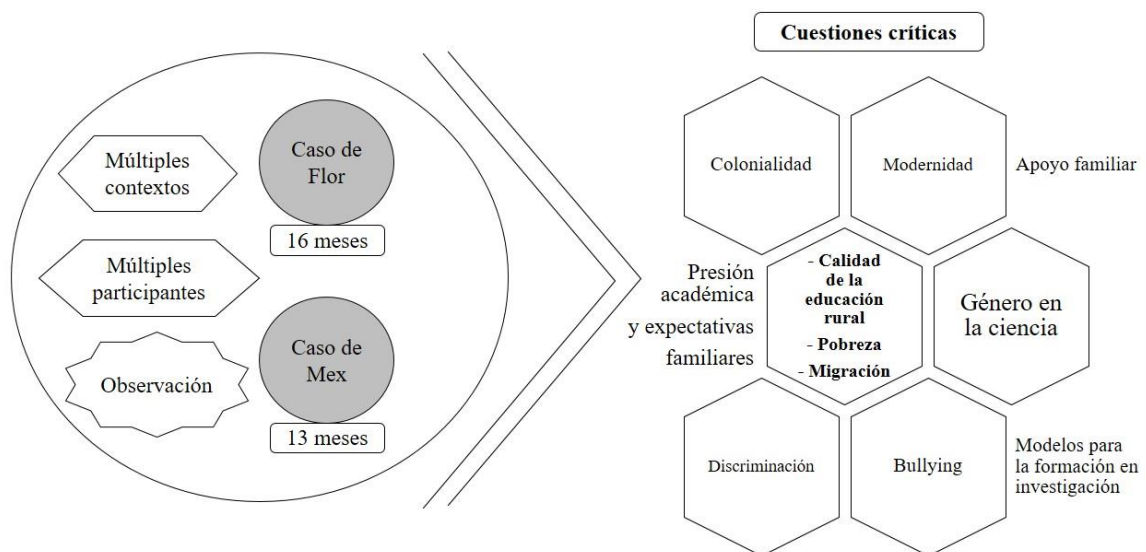 Múltiples
contextos
Caso de
Flor
16 meses
Múltiples
participantes
Caso de
Mex
Observación
13 meses
Cuestiones críticas
Colonialidad
Modernidad
Apoyo familiar
Presión
académica
y expectativas
familiares
- Calidad
de la
educación
rural
- Pobreza
- Migración
Género en
la ciencia
Discriminación
Bullying
Modelos para
la formación en
investigación